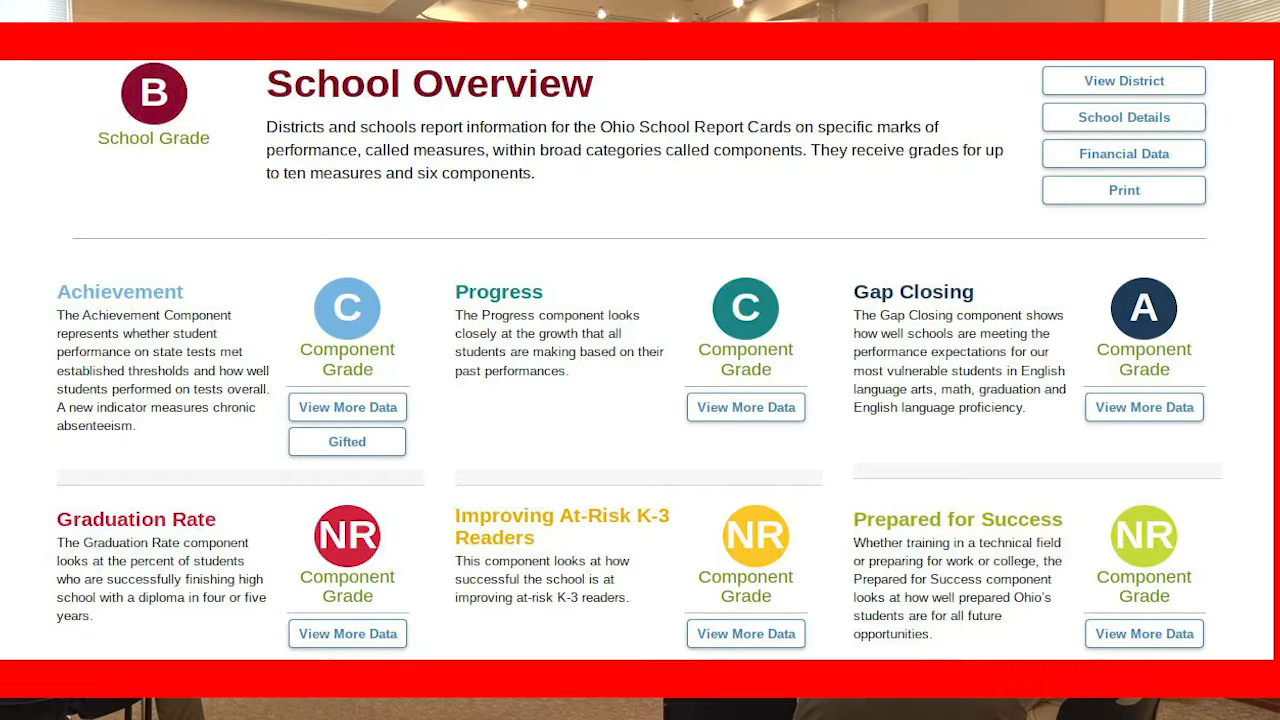 B
School Grade
School Overview
Districts and schools report information for the Ohio School Report Cards on specific marks of
performance, called measures, within broad categories called components. They receive grades for up
to ten measures and six components.
View District
School Details
Financial Data
Print
Achievement
The Achievement Component
represents whether student
performance on state tests met
established thresholds and how well
students performed on tests overall.
A new indicator measures chronic
absenteeism.
C
Component
Grade
View More Data
Gifted
Progress
The Progress component looks
closely at the growth that all
students are making based on their
past performances.
C
Component
Grade
View More Data
Gap Closing
The Gap Closing component shows
how well schools are meeting the
performance expectations for our
most vulnerable students in English
language arts, math, graduation and
English language proficiency.
A
Component
Grade
View More Data
Graduation Rate
The Graduation Rate component
looks at the percent of students
who are successfully finishing high
school with a diploma in four or five
years.
NR
Component
Grade
View More Data
Improving At-Risk K-3
Readers
This component looks at how
successful the school is at
improving at-risk K-3 readers.
NR
Component
Grade
View More Data
Prepared for Success
Whether training in a technical field
or preparing for work or college, the
Prepared for Success component
looks at how well prepared Ohio's
students are for all future
opportunities.
NR
Component
Grade
View More Data